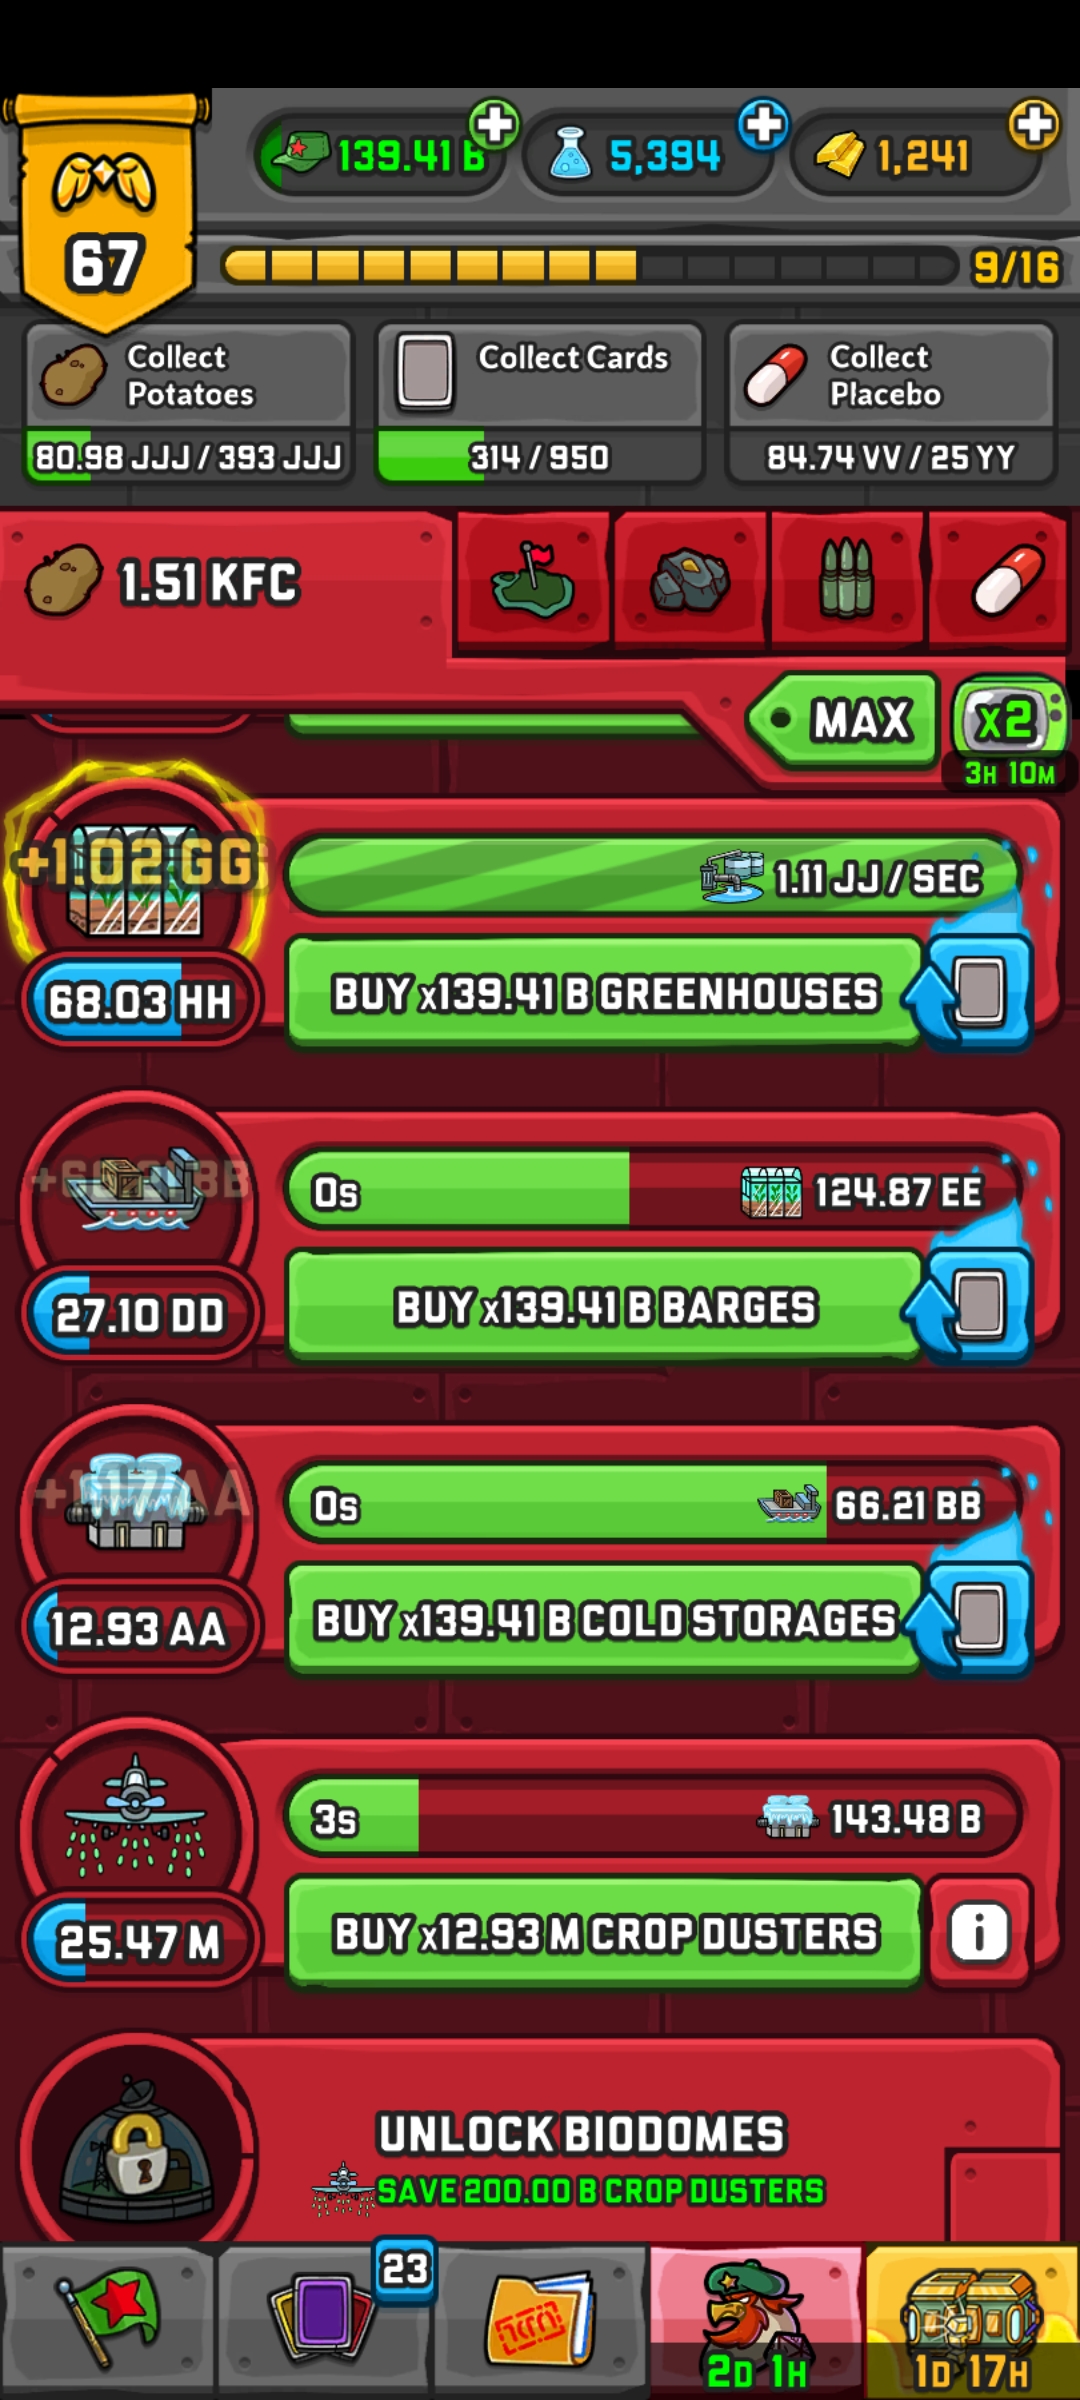 139.41 B
5,394
1,241
67
9/16
Collect
Potatoes
80.98 JJJ / 393 JJJ
Collect Cards
314 / 950
Collect
Placebo
84.74 VV / 25 YY
1.51 KFC
MAX
x2
3H 10M
+1.02 GG
1.11 JJ / SEC
68.03 HH
BUY x139.41 B GREENHOUSES
0s
124.87 EE
27.10 DD
BUY x139.41 B BARGES
0s
66.21 BB
12.93 AA
BUY x139.41 B COLD STORAGES
3s
143.48 B
25.47 M
BUY x12.93 M CROP DUSTERS
i
UNLOCK BIODOMES
SAVE 200.00 B CROP DUSTERS
23
2D 1H
1D 17H